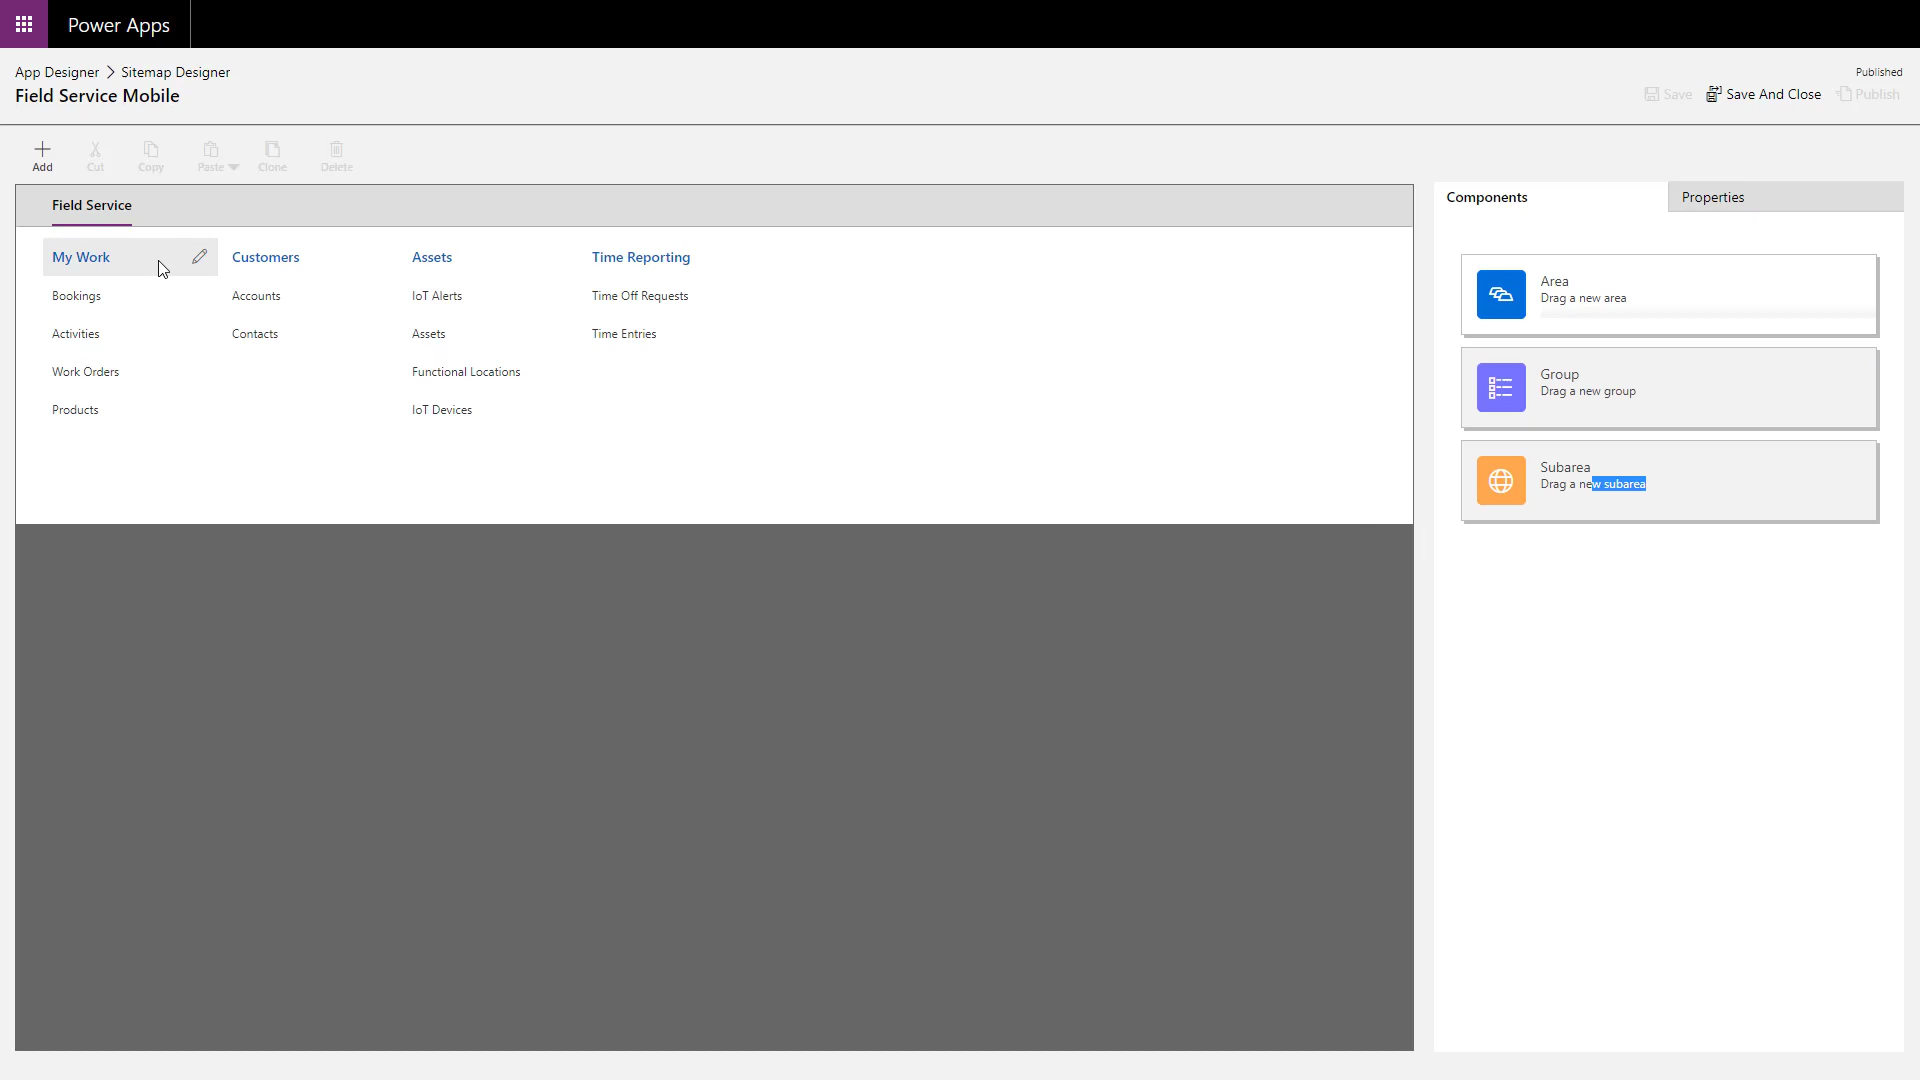 Power Apps
App Designer > Sitemap Designer
Published
Field Service Mobile
Save Save And Close Publish
Add Cut Copy Paste Clone Delete
Field Service
My Work Customers Assets Time Reporting
Bookings Accounts IoT Alerts Time Off Requests
Activities Contacts Assets Time Entries
Work Orders Functional Locations
Products IoT Devices
Components Properties
Area
Drag a new area
Group
Drag a new group
Subarea
Drag a new subarea